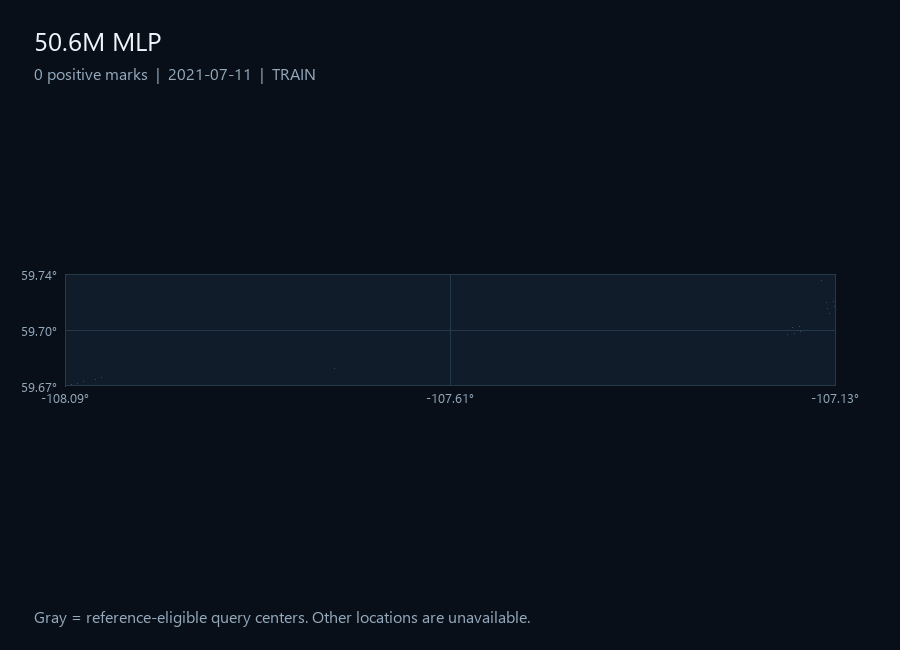 50.6M MLP
0 positive marks | 2021-07-11 | TRAIN
59.74°
59.70°
59.67°
-108.09°
-107.61°
-107.13°
Gray = reference-eligible query centers. Other locations are unavailable.